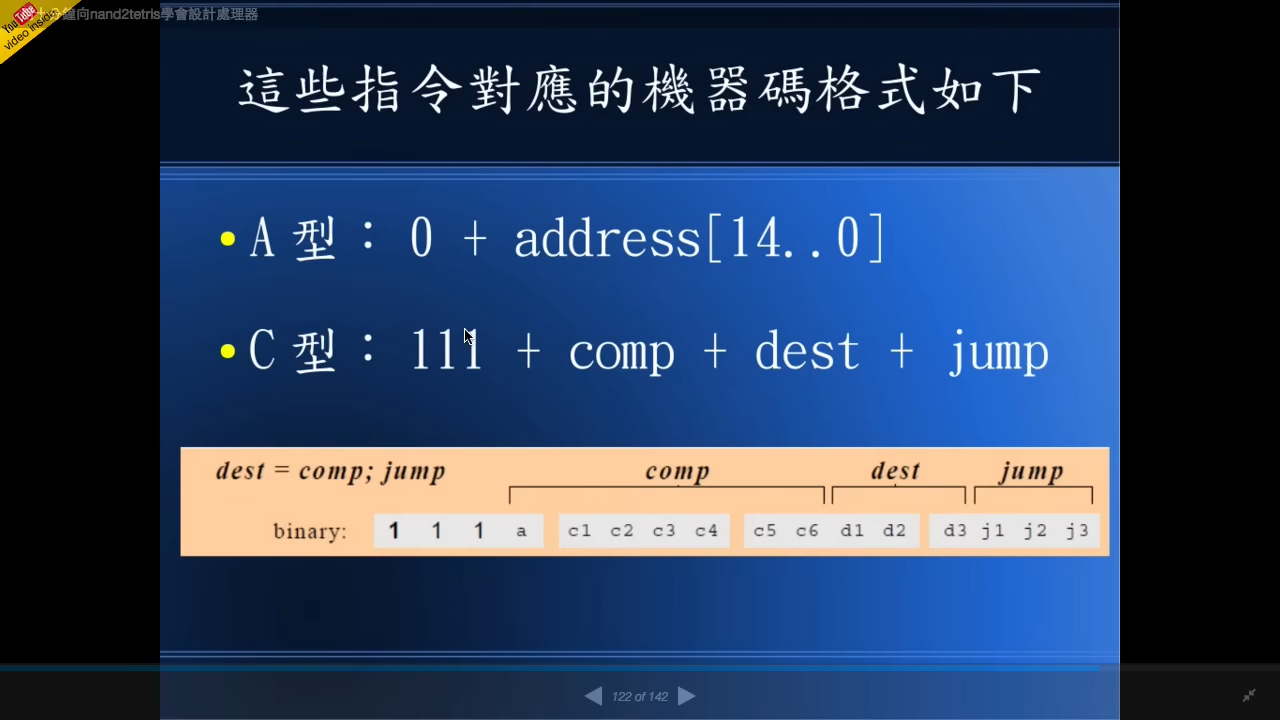 You Tube
video inside
十分鐘向nand2tetris學會設計處理器
這些指令對應的機器碼格式如下
A 型：0 + address[14..0]
C 型：111 + comp + dest + jump
dest = comp; jump comp dest jump
binary: 1 1 1 a c1 c2 c3 c4 c5 c6 d1 d2 d3 j1 j2 j3
122 of 142